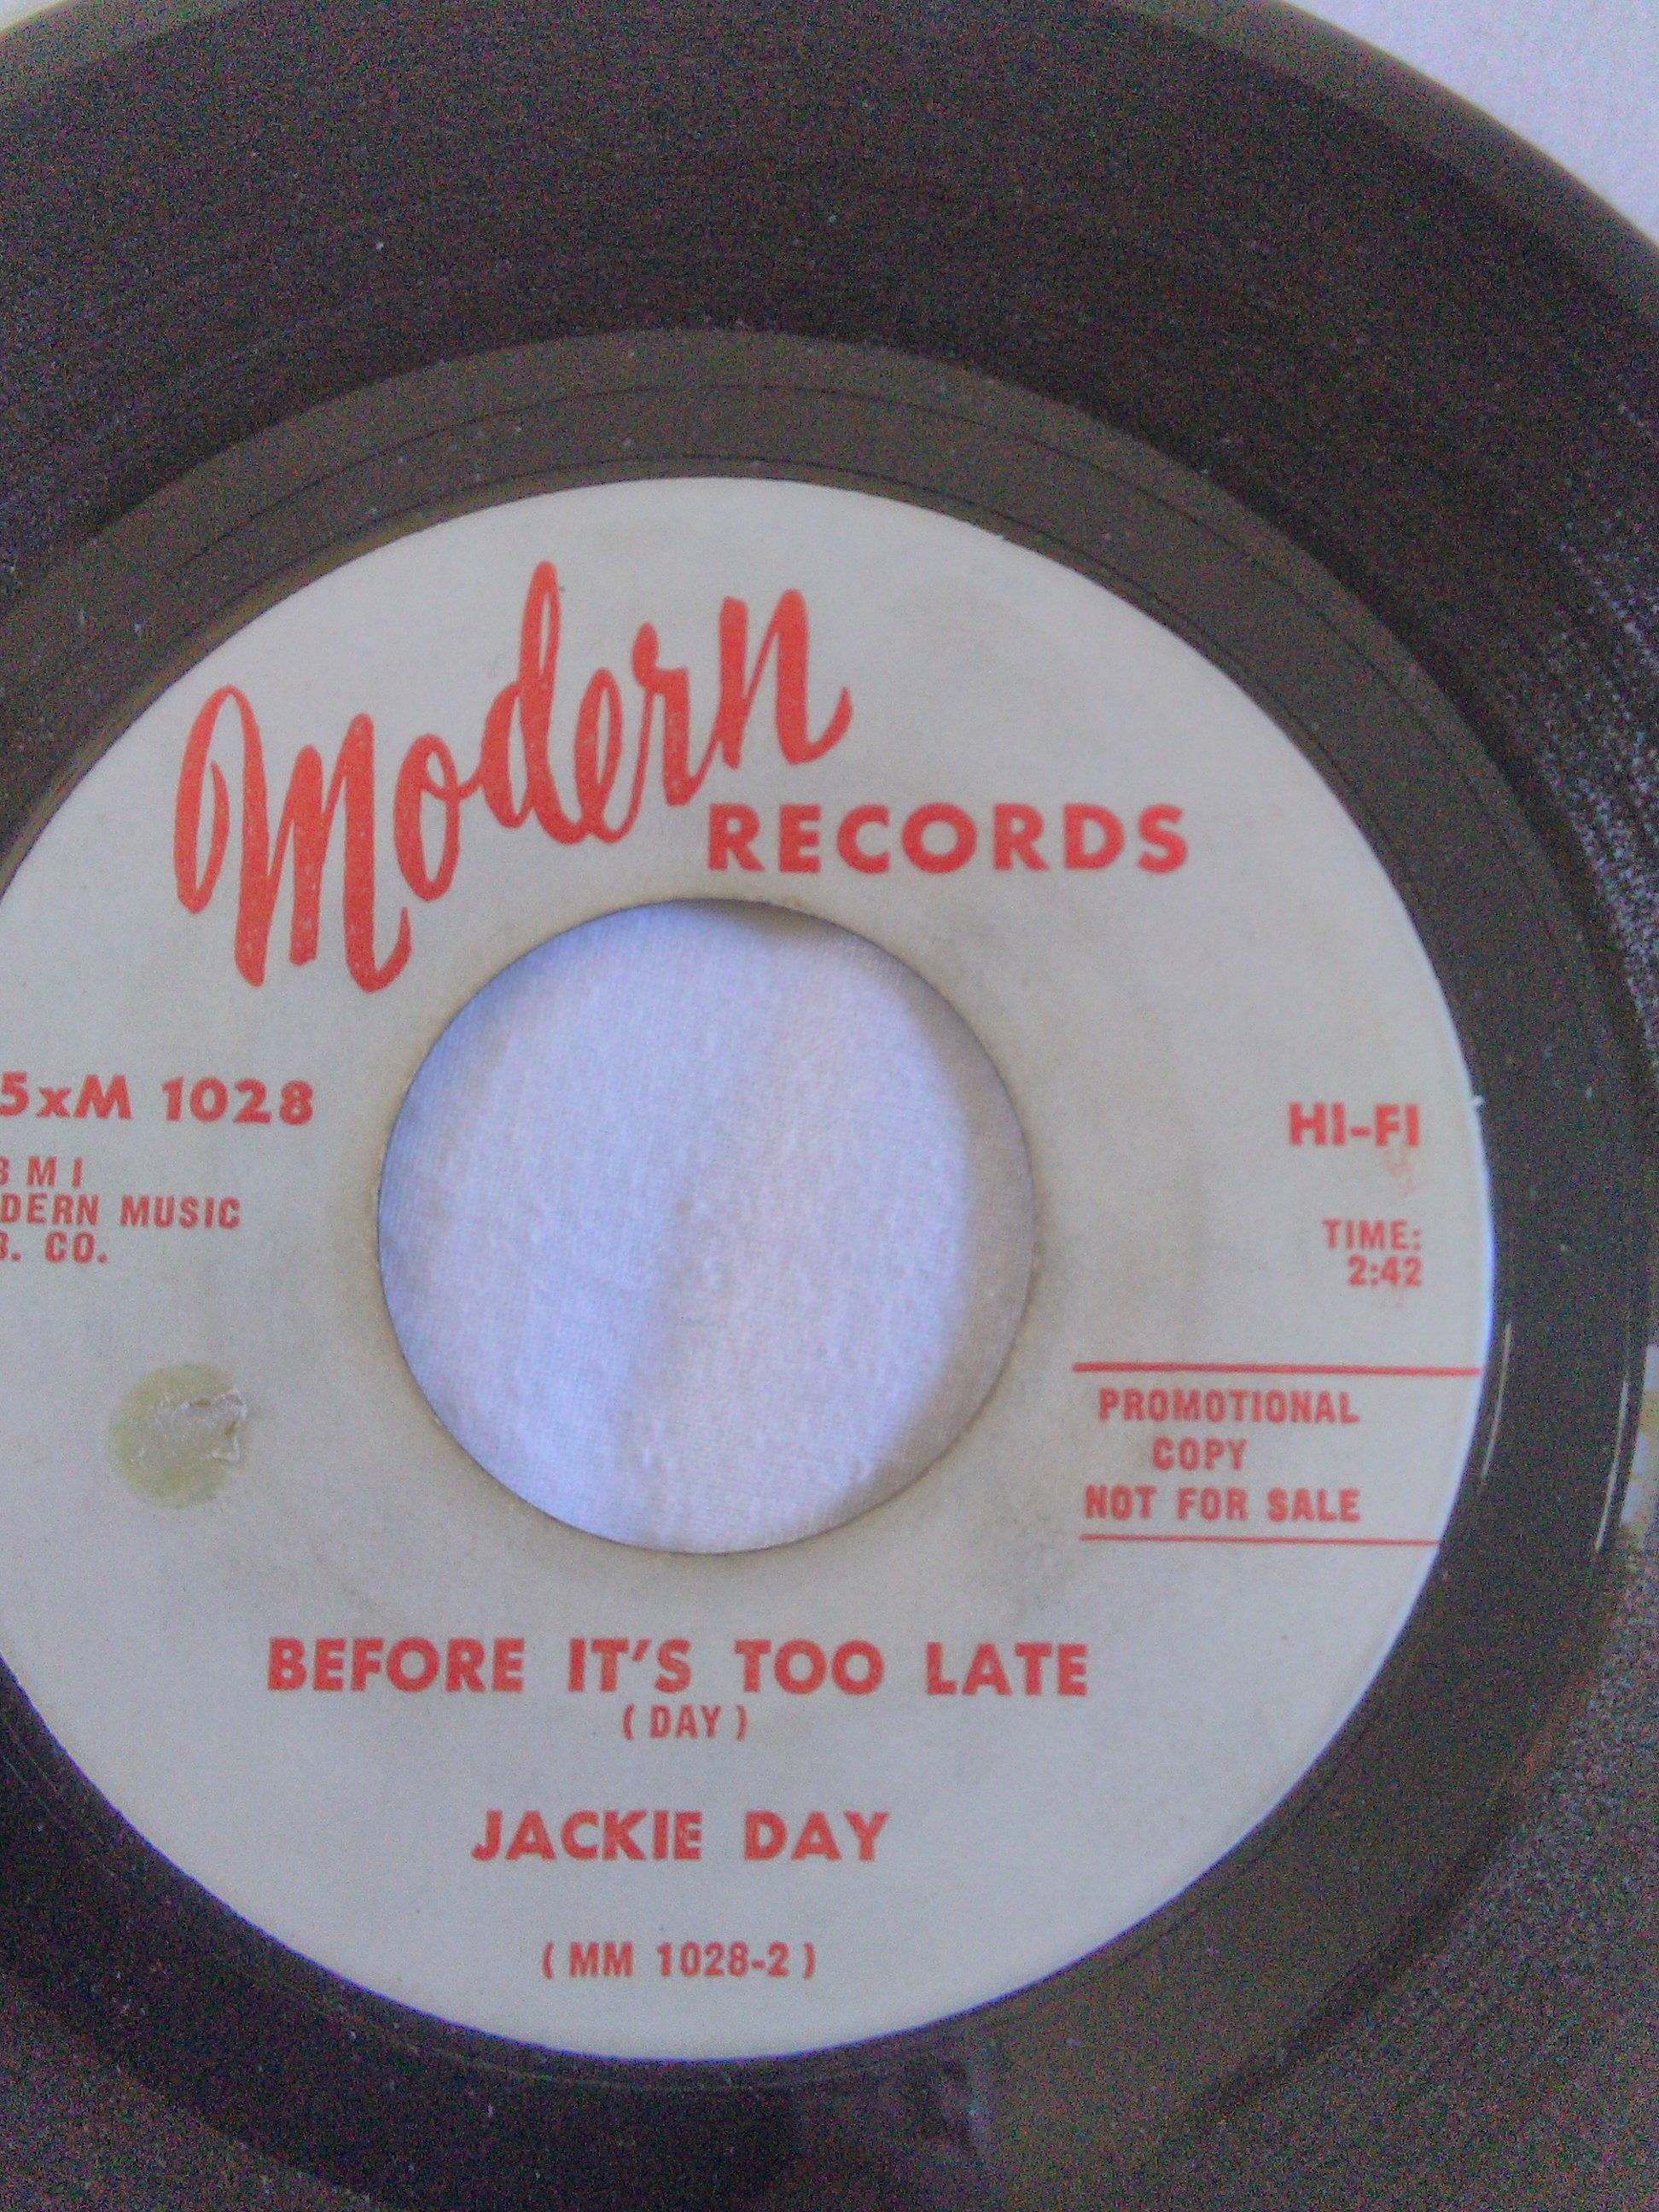 Modern
RECORDS
5xM 1028
HI-FI
BMI
DERN MUSIC
B. CO.
TIME:
2:42
PROMOTIONAL
COPY
NOT FOR SALE
BEFORE IT'S TOO LATE
(DAY)
JACKIE DAY
(MM 1028-2)